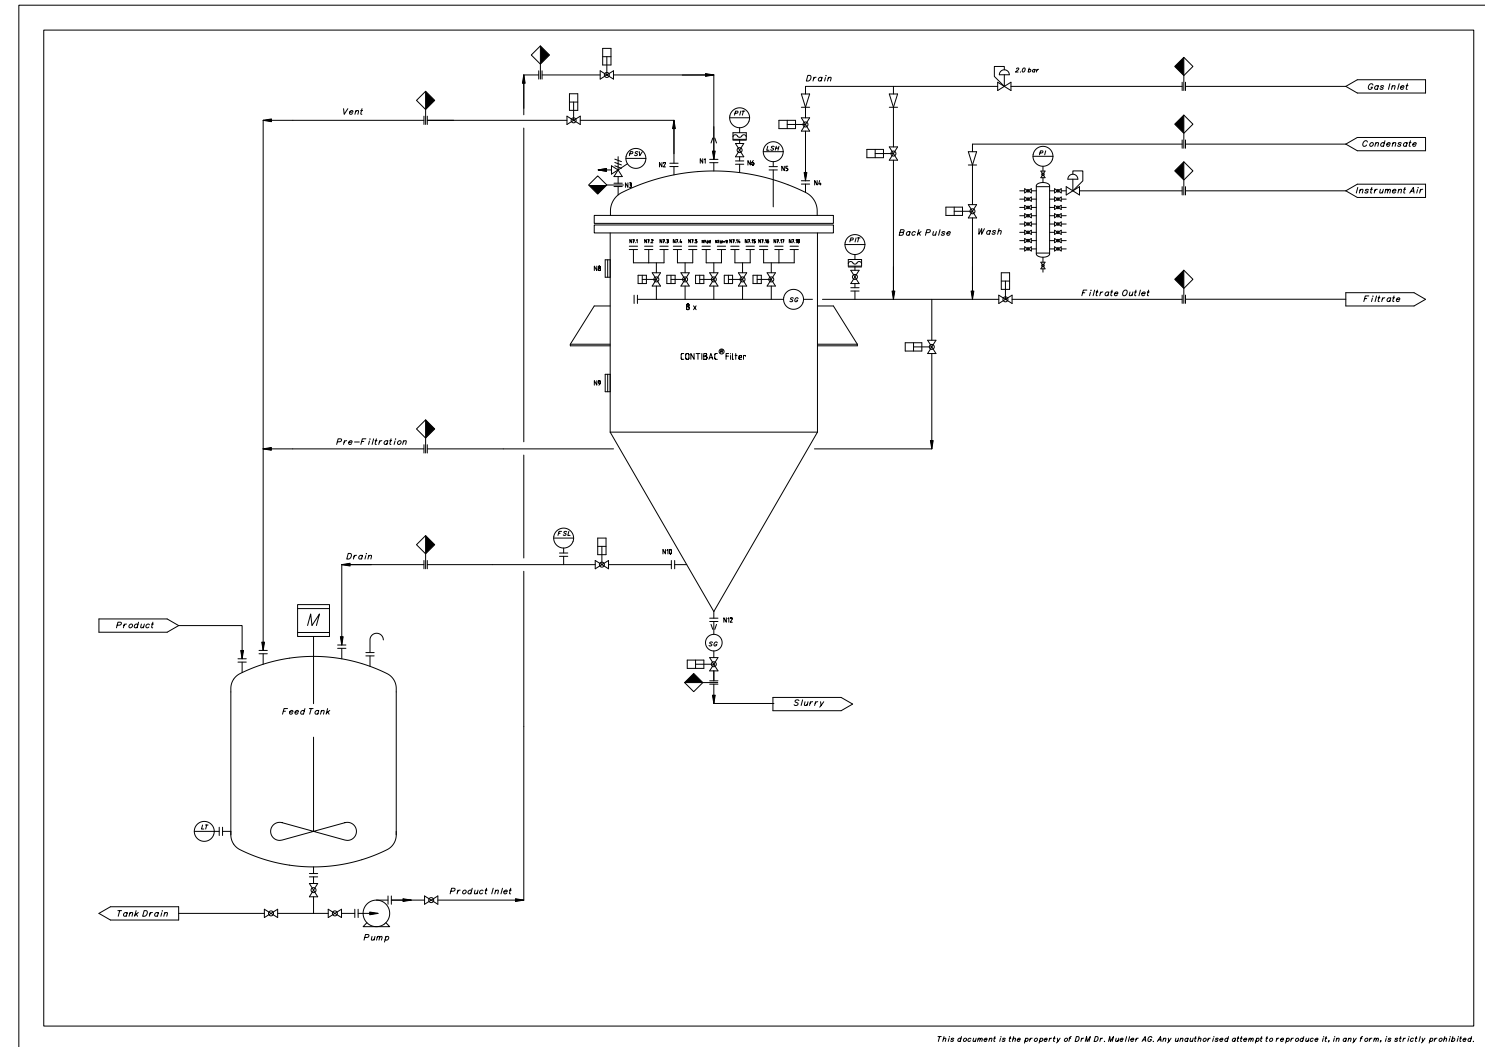 2.0 bar
Drain
Gas Inlet
Vent
PIT
Condensate
LSH
PSV
PI
N2
N1
N6
N5
N3
N4
Instrument Air
Back Pulse
Wash
N7.1 N7.2 N7.3 N7.4 N7.5 N7.14 N7.15 N7.16 N7.17 N7.18
PIT
N8
Filtrate Outlet
SG
Filtrate
8 x
CONTIBAC® Filter
N9
Pre-Filtration
FSL
N10
Drain
M
Product
N12
SG
Slurry
Feed Tank
LT
Product Inlet
Tank Drain
Pump
This document is the property of DrM Dr. Mueller AG. Any unauthorised attempt to reproduce it, in any form, is strictly prohibited.